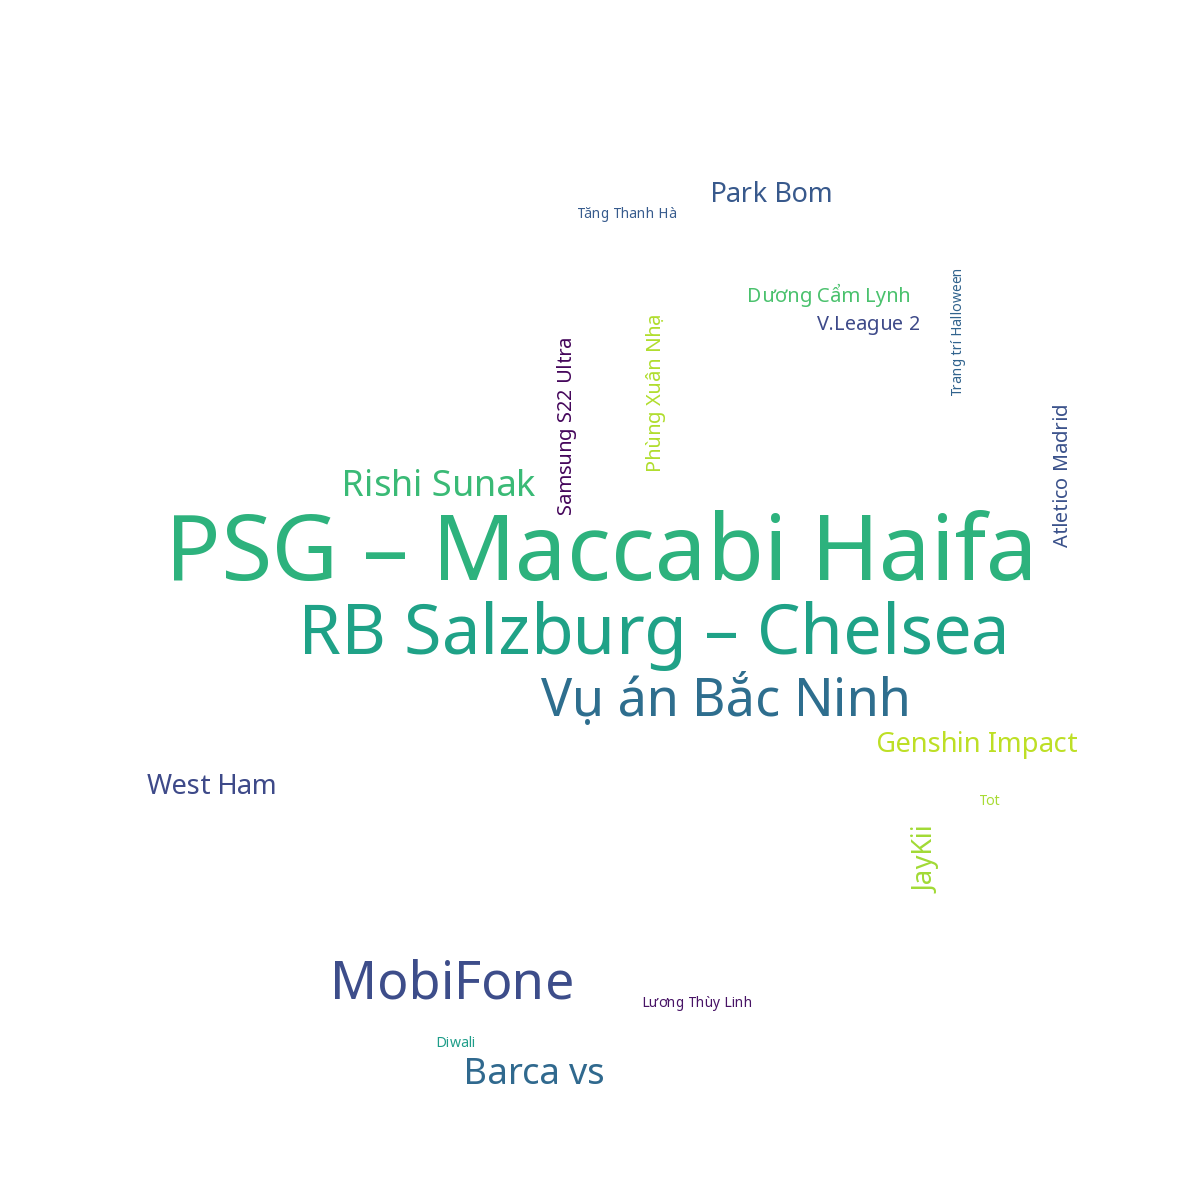 Park Bom
Tăng Thanh Hà
Trang trí Halloween
Dương Cẩm Lynh
V.League 2
Phùng Xuân Nhạ
Samsung S22 Ultra
Atletico Madrid
Rishi Sunak
PSG – Maccabi Haifa
RB Salzburg – Chelsea
Vụ án Bắc Ninh
Genshin Impact
West Ham
Tot
JayKii
MobiFone
Lương Thùy Linh
Diwali
Barca vs